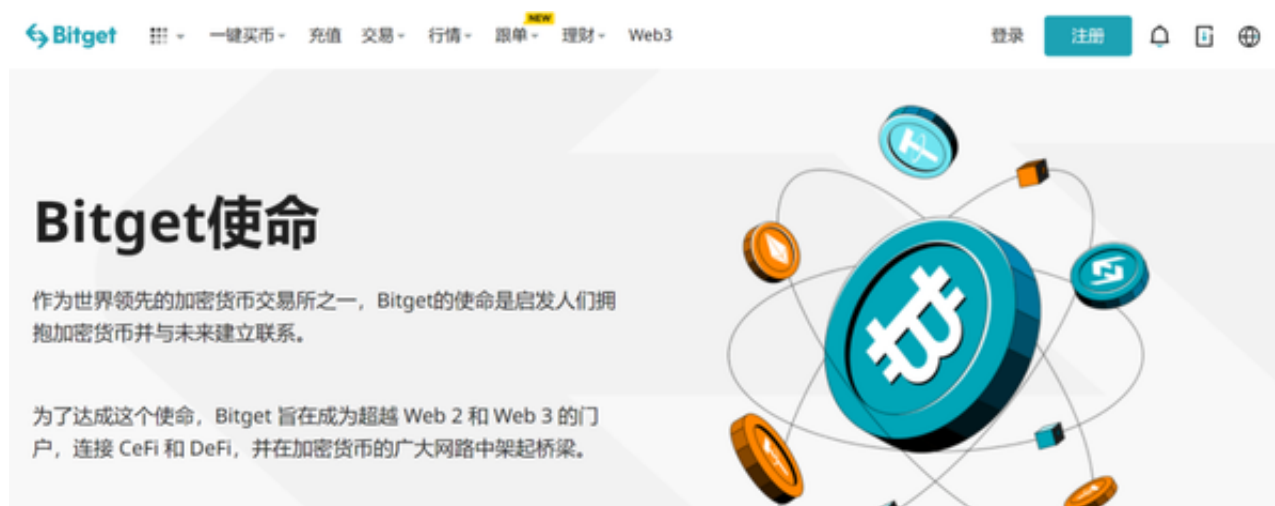 Bitget 一键买币 充值 交易 行情 跟单 NEW 理财 Web3 登录 注册
Bitget使命
作为世界领先的加密货币交易所之一，Bitget的使命是启发人们拥
抱加密货币并与未来建立联系。
为了达成这个使命，Bitget 旨在成为超越 Web 2 和 Web 3 的门
户，连接 CeFi 和 DeFi，并在加密货币的广大网路中架起桥梁。